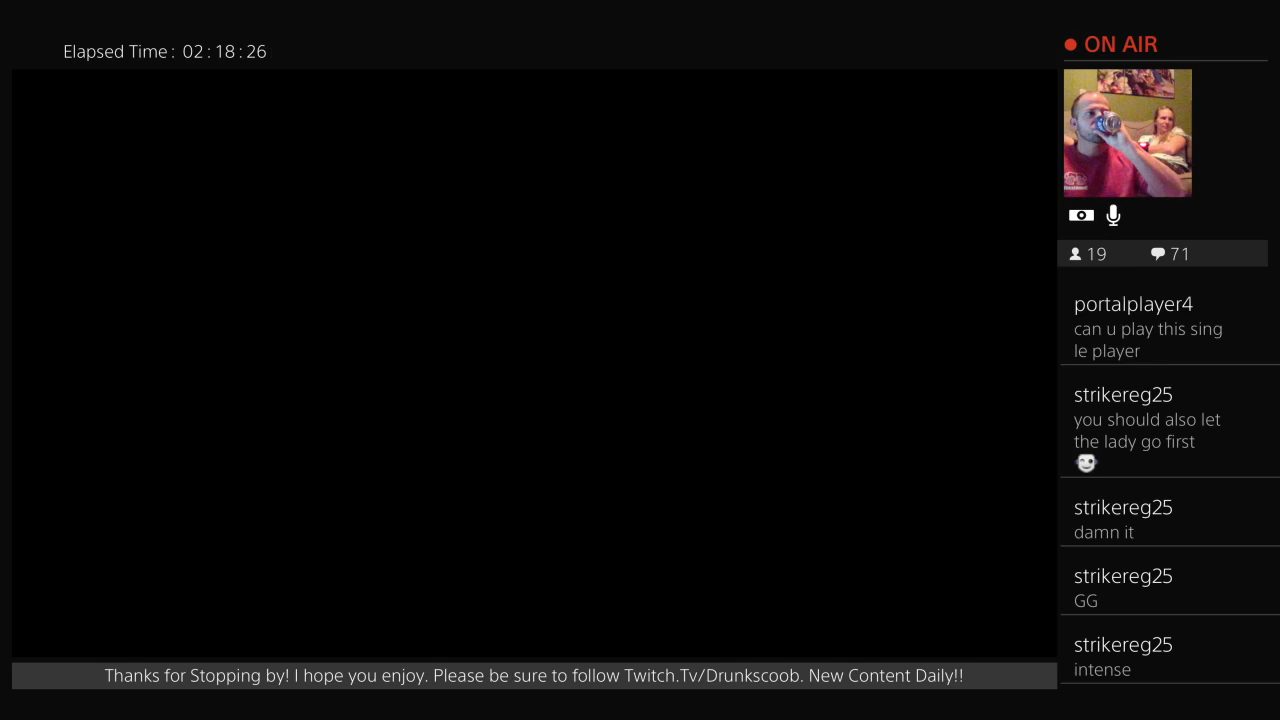 Elapsed Time : 02 : 18 : 26
ON AIR
19 71
portalplayer4
can u play this sing
le player
strikereg25
you should also let
the lady go first
strikereg25
damn it
strikereg25
GG
strikereg25
intense
Thanks for Stopping by! I hope you enjoy. Please be sure to follow Twitch.Tv/Drunkscoob. New Content Daily!!